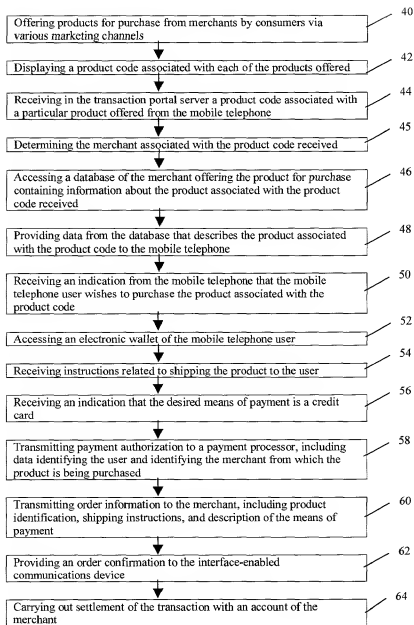 Offering products for purchase from merchants by consumers via
various marketing channels
40
Displaying a product code associated with each of the products offered
42
Receiving in the transaction portal server a product code associated with
a particular product offered from the mobile telephone
44
Determining the merchant associated with the product code received
45
Accessing a database of the merchant offering the product for purchase
containing information about the product associated with the product
code received
46
Providing data from the database that describes the product associated
with the product code to the mobile telephone
48
Receiving an indication from the mobile telephone that the mobile
telephone user wishes to purchase the product associated with the
product code
50
Accessing an electronic wallet of the mobile telephone user
52
Receiving instructions related to shipping the product to the user
54
Receiving an indication that the desired means of payment is a credit
card
56
Transmitting payment authorization to a payment processor, including
data identifying the user and identifying the merchant from which the
product is being purchased
58
Transmitting order information to the merchant, including product
identification, shipping instructions, and description of the means of
payment
60
Providing an order confirmation to the interface-enabled
communications device
62
Carrying out settlement of the transaction with an account of the
merchant
64